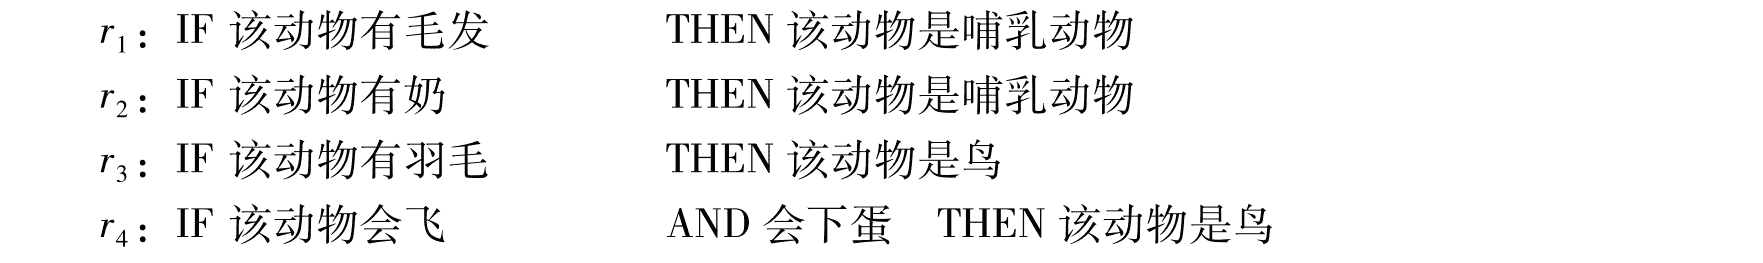 r₁：IF 该动物有毛发 THEN 该动物是哺乳动物
r₂：IF 该动物有奶 THEN 该动物是哺乳动物
r₃：IF 该动物有羽毛 THEN 该动物是鸟
r₄：IF 该动物会飞 AND 会下蛋 THEN 该动物是鸟